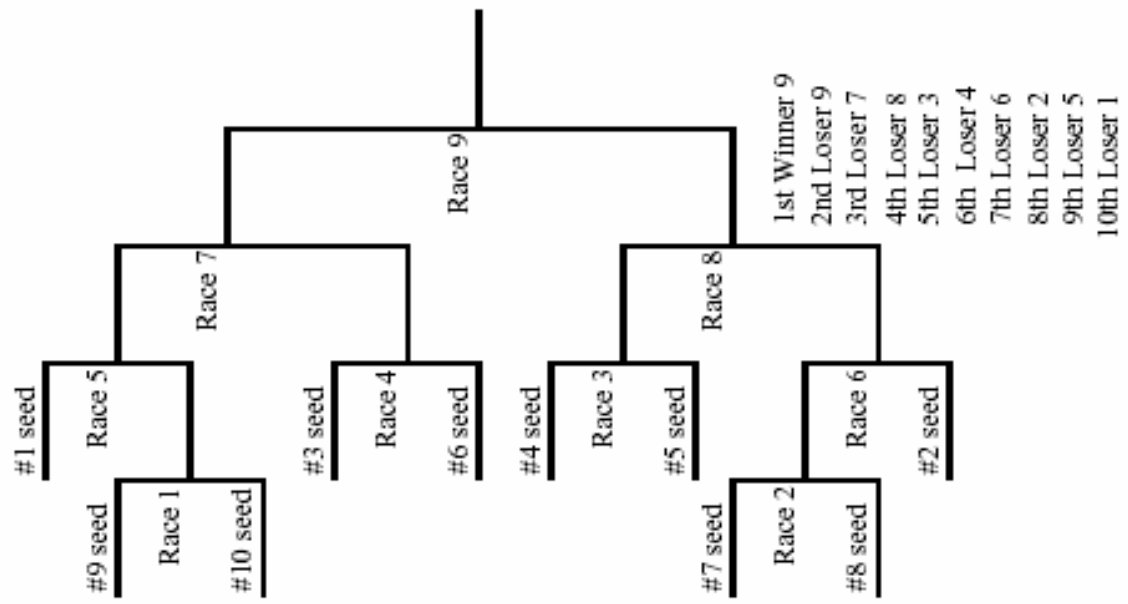 #1 seed
Race 5
#9 seed
Race 1
#10 seed
Race 7
#3 seed
Race 4
#6 seed
Race 9
#4 seed
Race 3
#5 seed
Race 8
#7 seed
Race 2
#8 seed
Race 6
#2 seed
1st Winner 9
2nd Loser 9
3rd Loser 7
4th Loser 8
5th Loser 3
6th Loser 4
7th Loser 6
8th Loser 2
9th Loser 5
10th Loser 1